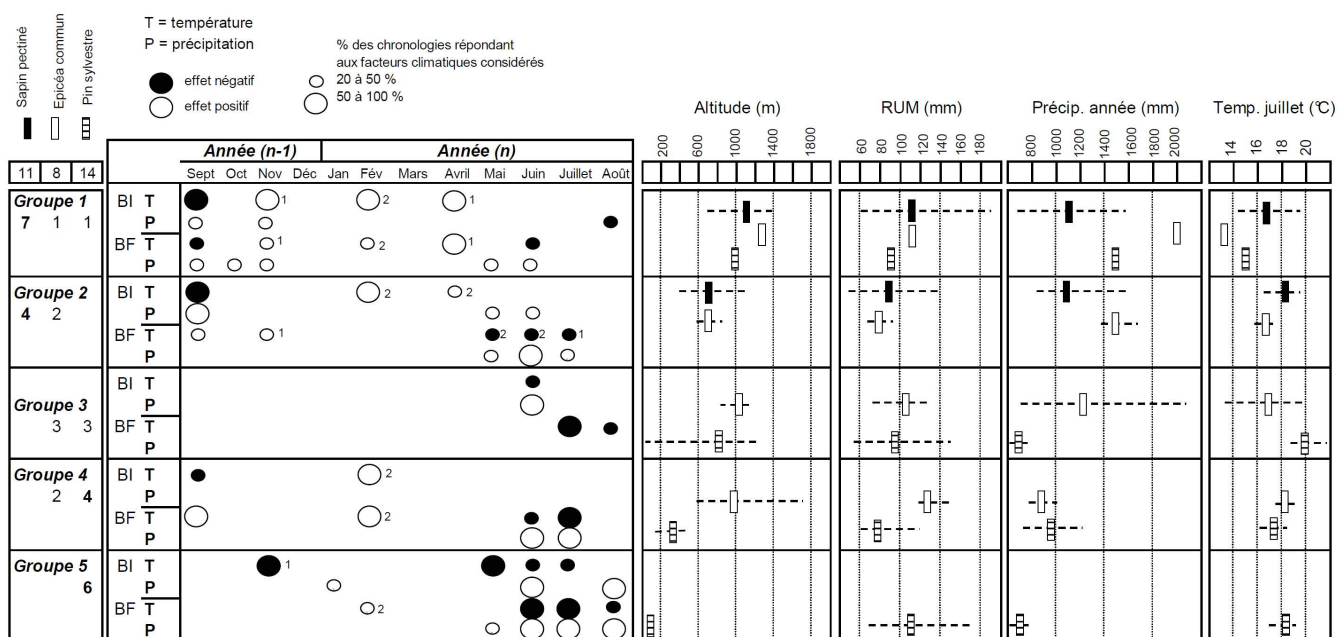 T = température
P = précipitation
Sapin pectiné
Epicéa commun
Pin sylvestre
% des chronologies répondant
aux facteurs climatiques considérés
effet négatif
20 à 50 %
effet positif
50 à 100 %
Altitude (m) RUM (mm) Précip. année (mm) Temp. juillet (°C)
200 600 1000 1400 1800
60 80 100 120 140 160 180
800 1000 1200 1400 1600 1800 2000
14 16 18 20
Année (n-1) Année (n)
11 8 14
Sept Oct Nov Déc Jan Fév Mars Avril Mai Juin Juillet Août
Groupe 1
7 1 1
BI T 1 2 1
P
BF T 1 2 1
P
Groupe 2
4 2
BI T 2 2
P
BF T 1 2 2 1
P
Groupe 3
3 3
BI T
P
BF T
P
Groupe 4
2 4
BI T 2
P
BF T 2
P
Groupe 5
6
BI T 1
P
BF T 2
P